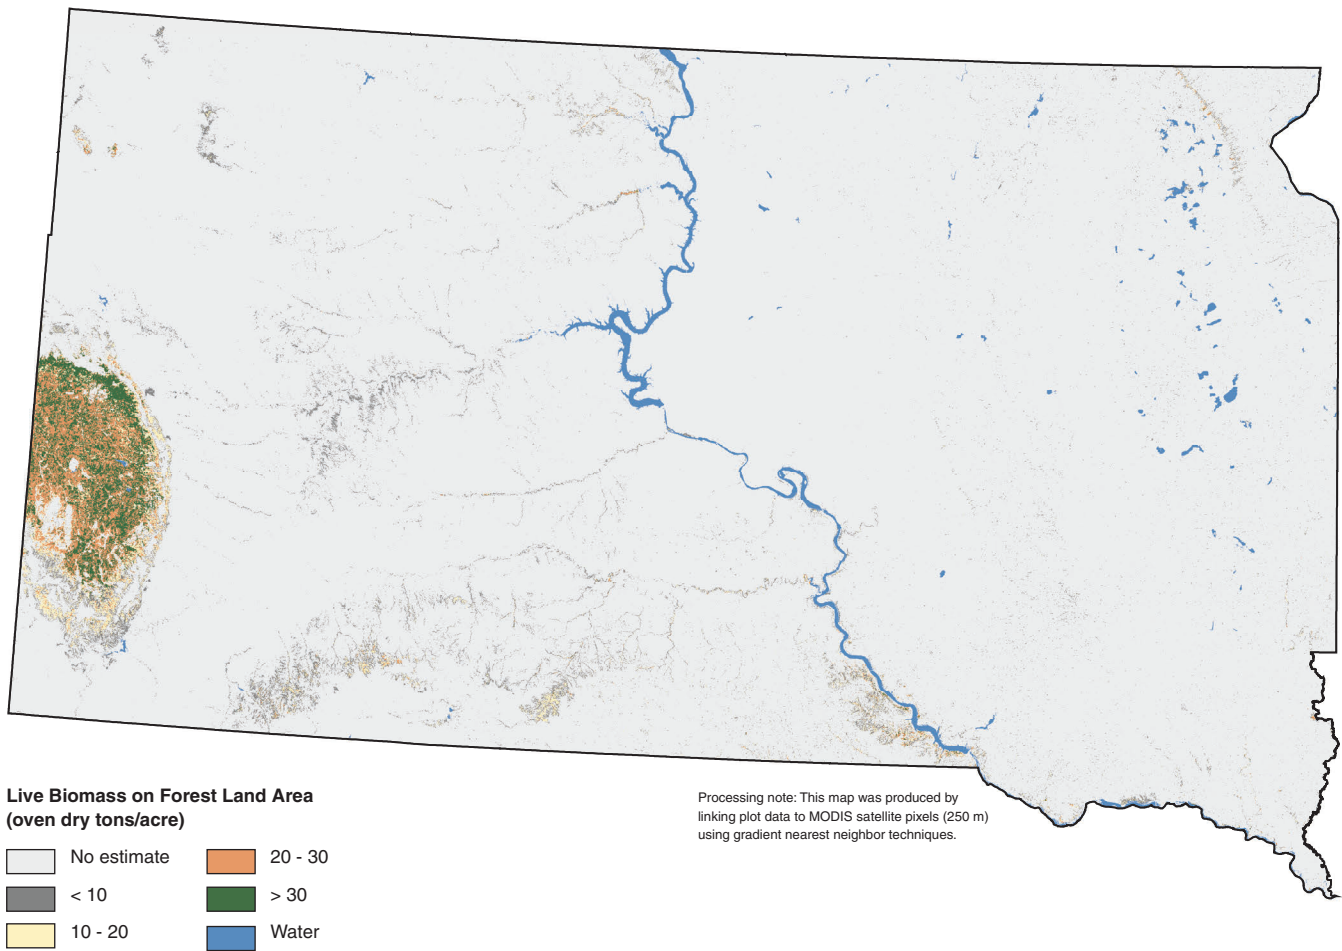 Live Biomass on Forest Land Area
(oven dry tons/acre)
No estimate
< 10
10 - 20
20 - 30
> 30
Water
Processing note: This map was produced by
linking plot data to MODIS satellite pixels (250 m)
using gradient nearest neighbor techniques.